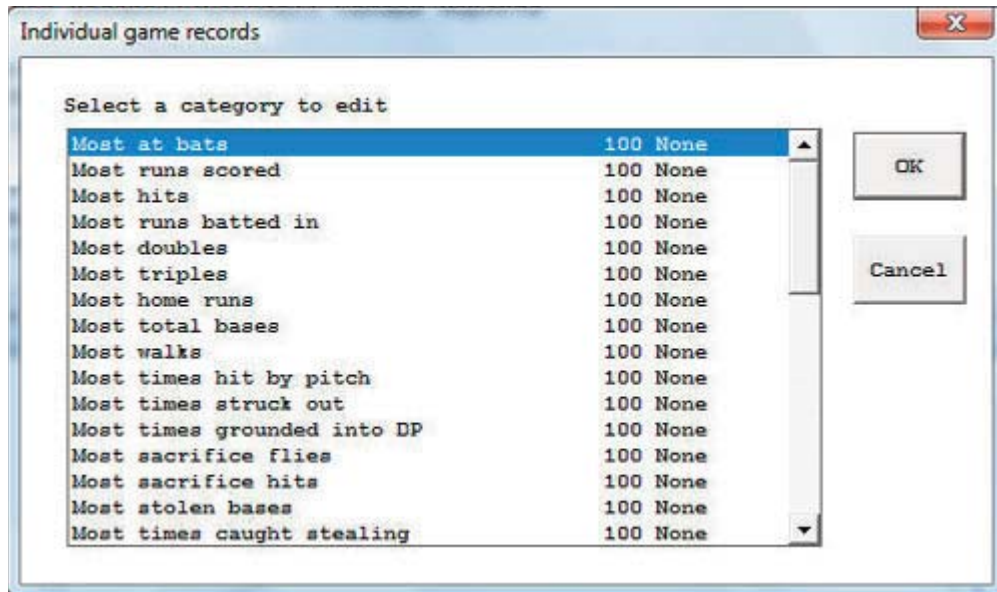 Individual game records
Select a category to edit
Most at bats 100 None
Most runs scored 100 None
Most hits 100 None
Most runs batted in 100 None
Most doubles 100 None
Most triples 100 None
Most home runs 100 None
Most total bases 100 None
Most walks 100 None
Most times hit by pitch 100 None
Most times struck out 100 None
Most times grounded into DP 100 None
Most sacrifice flies 100 None
Most sacrifice hits 100 None
Most stolen bases 100 None
Most times caught stealing 100 None
OK
Cancel